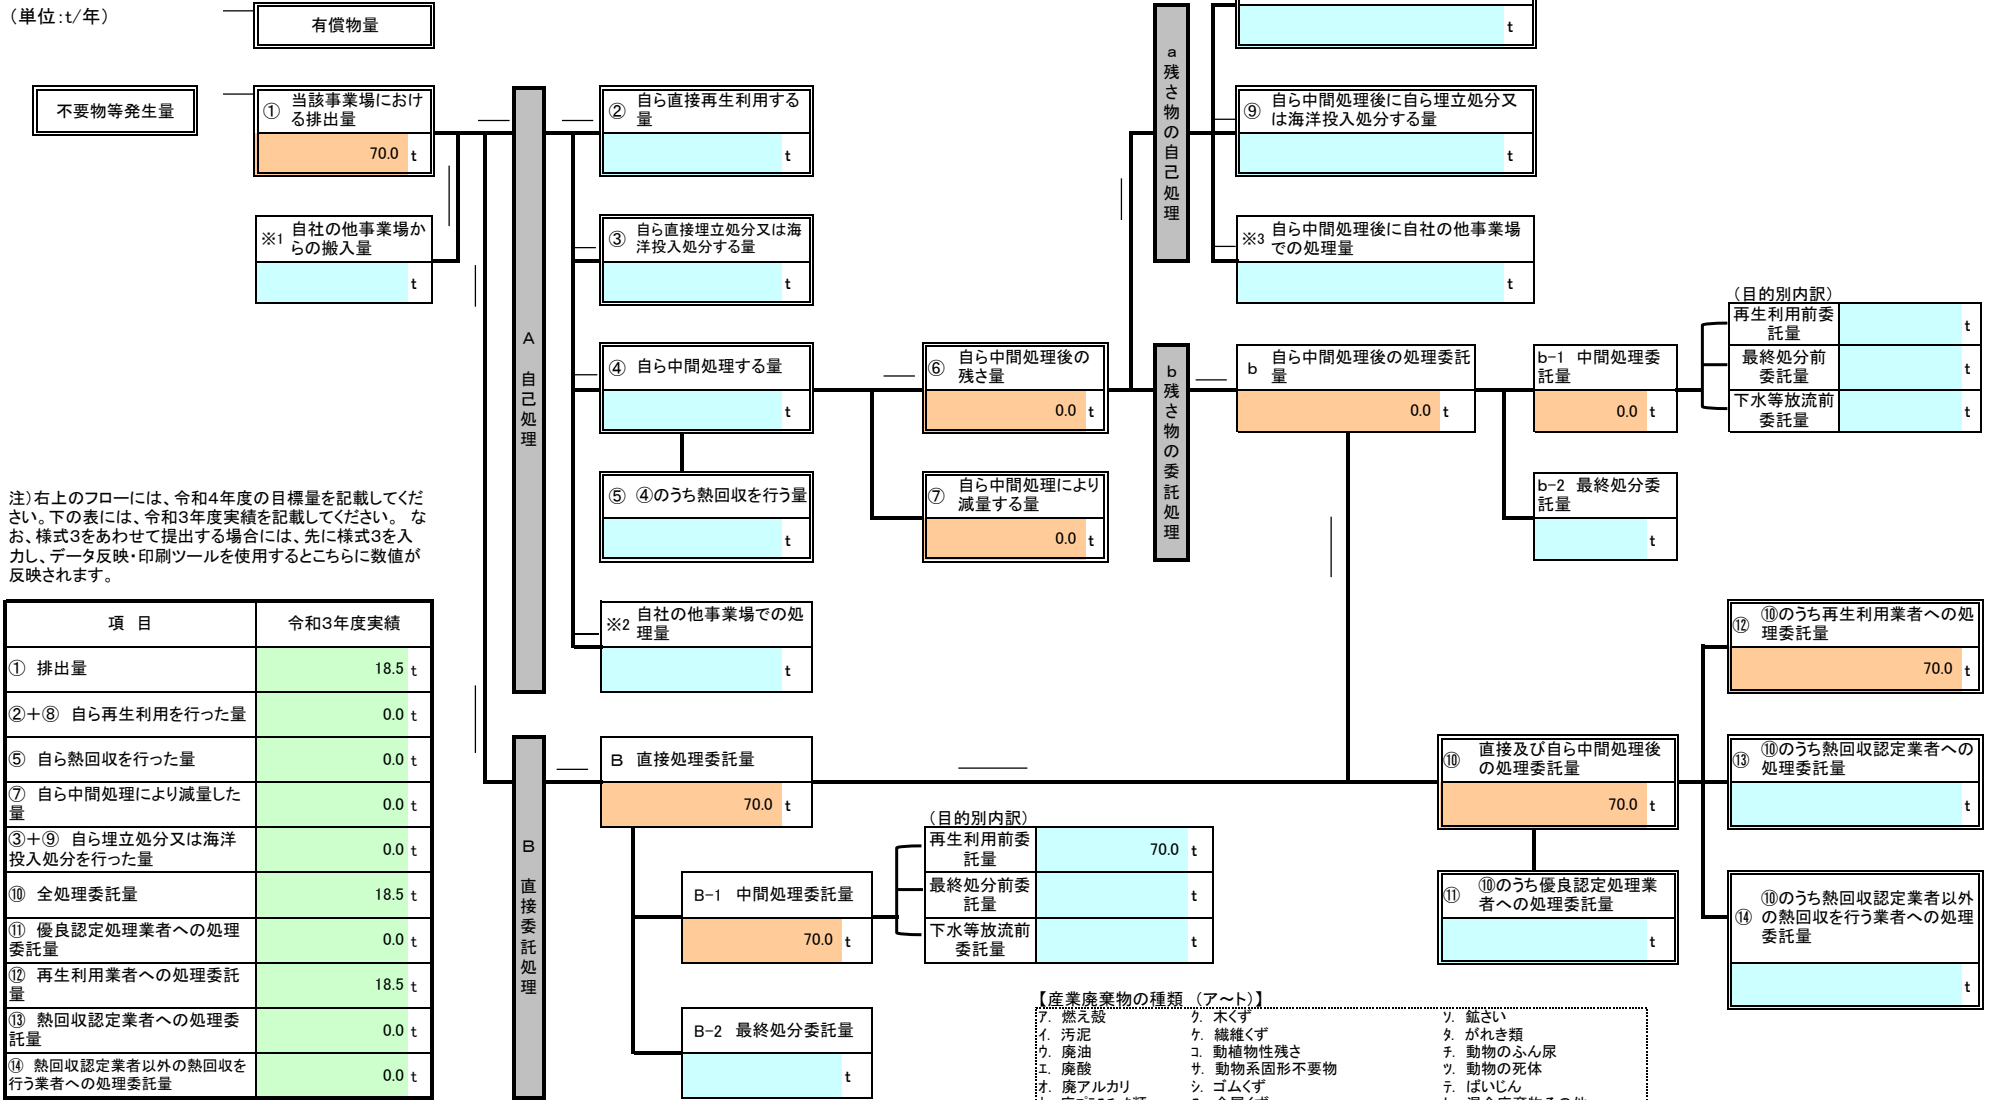 (単位:t/年)
有償物量
t
不要物等発生量
① 当該事業場におけ
る排出量
70.0 t
※1 自社の他事業場か
らの搬入量
t
A 自己処理
② 自ら直接再生利用する
量
t
③ 自ら直接埋立処分又は海
洋投入処分する量
t
④ 自ら中間処理する量
t
⑤ ④のうち熱回収を行う量
t
※2 自社の他事業場での処
理量
t
⑥ 自ら中間処理後の
残さ量
0.0 t
⑦ 自ら中間処理により
減量する量
0.0 t
a 残さ物の自己処理
⑨ 自ら中間処理後に自ら埋立処分又
は海洋投入処分する量
t
※3 自ら中間処理後に自社の他事業場
での処理量
t
b 残さ物の委託処理
b 自ら中間処理後の処理委託
量
0.0 t
b-1 中間処理委
託量
0.0 t
(目的別内訳)
再生利用前委
託量
t
最終処分前
委託量
t
下水等放流前
委託量
t
b-2 最終処分委
託量
t
注)右上のフローには、令和4年度の目標量を記載してくだ
さい。下の表には、令和3年度実績を記載してください。 な
お、様式3をあわせて提出する場合には、先に様式3を入
力し、データ反映・印刷ツールを使用するとこちらに数値が
反映されます。
項 目 令和3年度実績
① 排出量 18.5 t
②+⑧ 自ら再生利用を行った量 0.0 t
⑤ 自ら熱回収を行った量 0.0 t
⑦ 自ら中間処理により減量した
量 0.0 t
③+⑨ 自ら埋立処分又は海洋
投入処分を行った量 0.0 t
⑩ 全処理委託量 18.5 t
⑪ 優良認定処理業者への処理
委託量 0.0 t
⑫ 再生利用業者への処理委託
量 18.5 t
⑬ 熱回収認定業者への処理委
託量 0.0 t
⑭ 熱回収認定業者以外の熱回収を
行う業者への処理委託量 0.0 t
B 直接委託処理
B 直接処理委託量
70.0 t
B-1 中間処理委託量
70.0 t
(目的別内訳)
再生利用前委
託量
70.0 t
最終処分前委
託量
t
下水等放流前
委託量
t
B-2 最終処分委託量
t
⑩ 直接及び自ら中間処理後
の処理委託量
70.0 t
⑪ ⑩のうち優良認定処理業
者への処理委託量
t
⑫ ⑩のうち再生利用業者への処
理委託量
70.0 t
⑬ ⑩のうち熱回収認定業者への
処理委託量
t
⑭ ⑩のうち熱回収認定業者以外
の熱回収を行う業者への処理
委託量
t
【産業廃棄物の種類 (ア~ト)】
ア. 燃え殻 ク. 木くず ソ. 鉱さい
イ. 汚泥 ケ. 繊維くず タ. がれき類
ウ. 廃油 コ. 動植物性残さ チ. 動物のふん尿
エ. 廃酸 サ. 動物系固形不要物 ツ. 動物の死体
オ. 廃アルカリ シ. ゴムくず テ. ばいじん